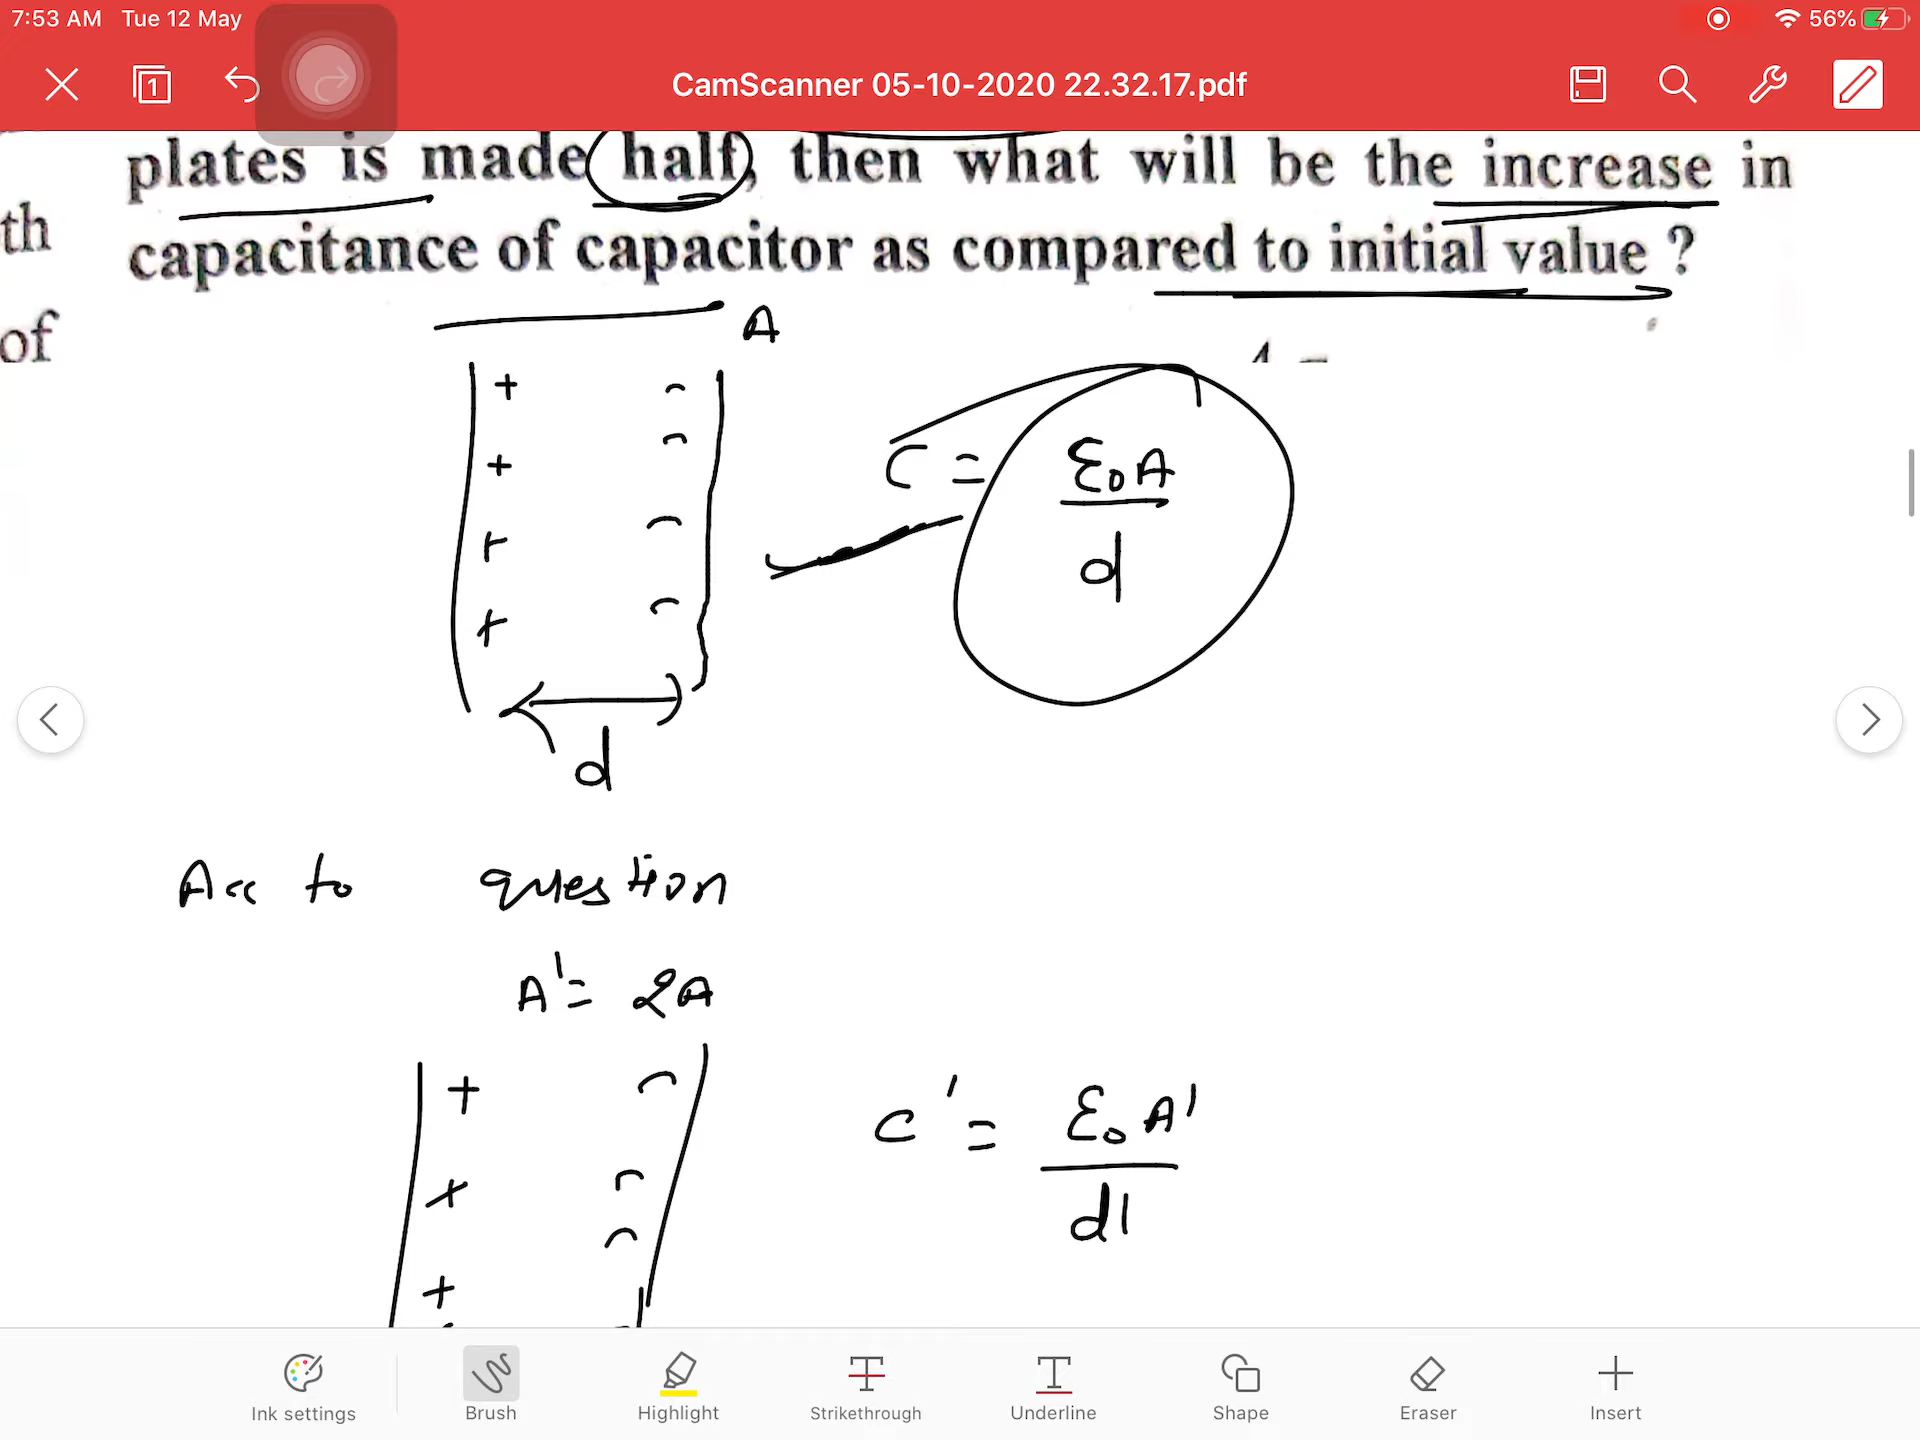 7:53 AM Tue 12 May
56%
1
CamScanner 05-10-2020 22.32.17.pdf
plates is made half, then what will be the increase in
th
capacitance of capacitor as compared to initial value ?
of
A
+ -
+ -
+ -
+ -
C = ε₀A
d
d
Acc to question
A' = 2A
+ -
+ -
-
+
C' = ε₀ A'
d'
Ink settings
Brush
Highlight
Strikethrough
Underline
Shape
Eraser
Insert